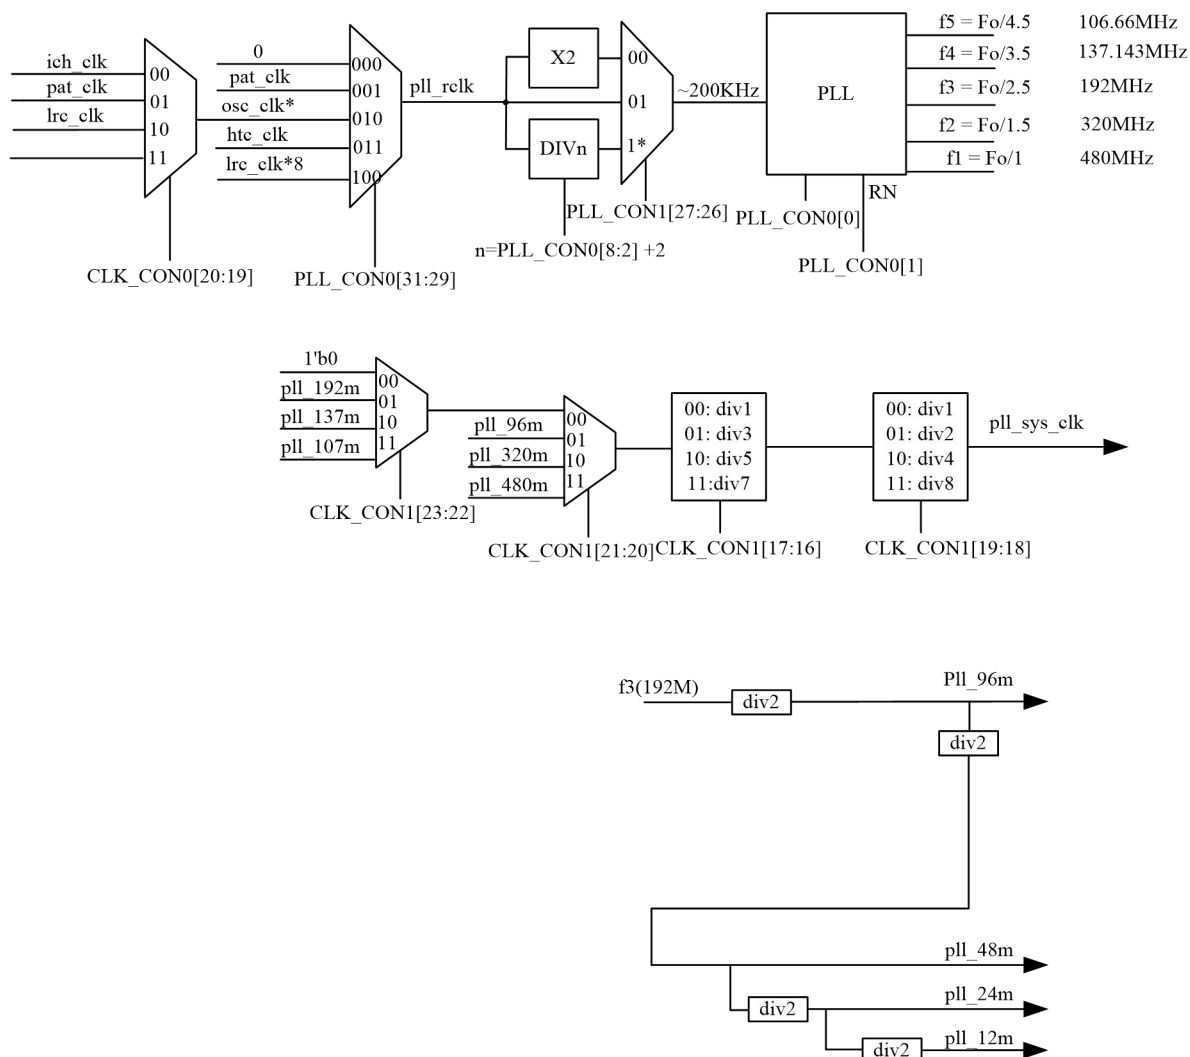 ich_clk
pat_clk
lrc_clk
00
01
10
11
CLK_CON0[20:19]
0
pat_clk
osc_clk*
htc_clk
lrc_clk*8
000
001
010
011
100
PLL_CON0[31:29]
pll_rclk
X2
DIVn
n=PLL_CON0[8:2] +2
00
01
1*
PLL_CON1[27:26]
~200KHz
PLL
RN
PLL_CON0[0]
PLL_CON0[1]
f5 = Fo/4.5 106.66MHz
f4 = Fo/3.5 137.143MHz
f3 = Fo/2.5 192MHz
f2 = Fo/1.5 320MHz
f1 = Fo/1 480MHz
1'b0
pll_192m
pll_137m
pll_107m
00
01
10
11
CLK_CON1[23:22]
pll_96m
pll_320m
pll_480m
00
01
10
11
CLK_CON1[21:20]
00: div1
01: div3
10: div5
11:div7
CLK_CON1[17:16]
00: div1
01: div2
10: div4
11: div8
CLK_CON1[19:18]
pll_sys_clk
f3(192M)
div2
Pll_96m
div2
pll_48m
div2
pll_24m
div2
pll_12m